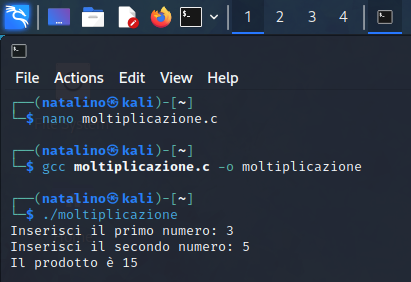 1 2 3 4
File Actions Edit View Help
┌──(natalino㉿kali)-[~]
└─$ nano moltiplicazione.c
┌──(natalino㉿kali)-[~]
└─$ gcc moltiplicazione.c -o moltiplicazione
┌──(natalino㉿kali)-[~]
└─$ ./moltiplicazione
Inserisci il primo numero: 3
Inserisci il secondo numero: 5
Il prodotto è 15